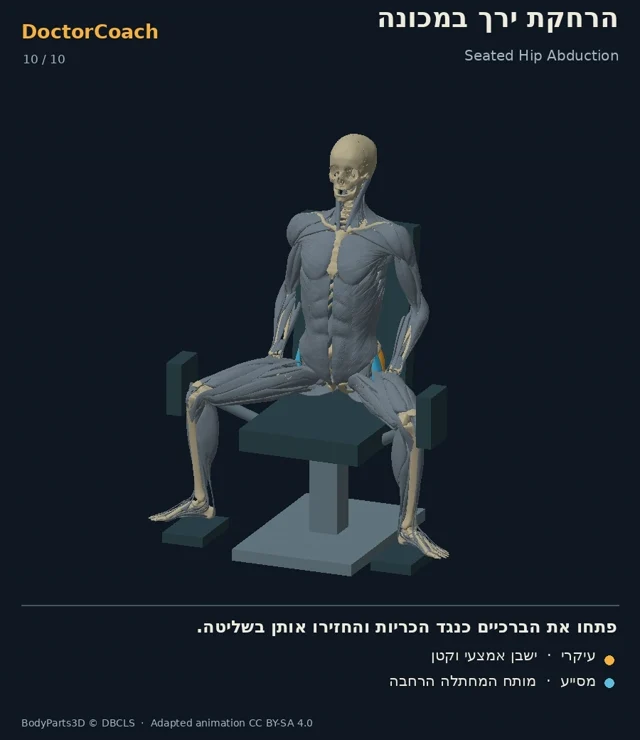 הרחקת ירך במכונה
DoctorCoach
Seated Hip Abduction
10 / 10
פתחו את הברכיים כנגד הכריות והחזירו אותן בשליטה.
עיקרי · ישבן אמצעי וקטן
מסייע · מותח המחתלה הרחבה
BodyParts3D © DBCLS · Adapted animation CC BY-SA 4.0